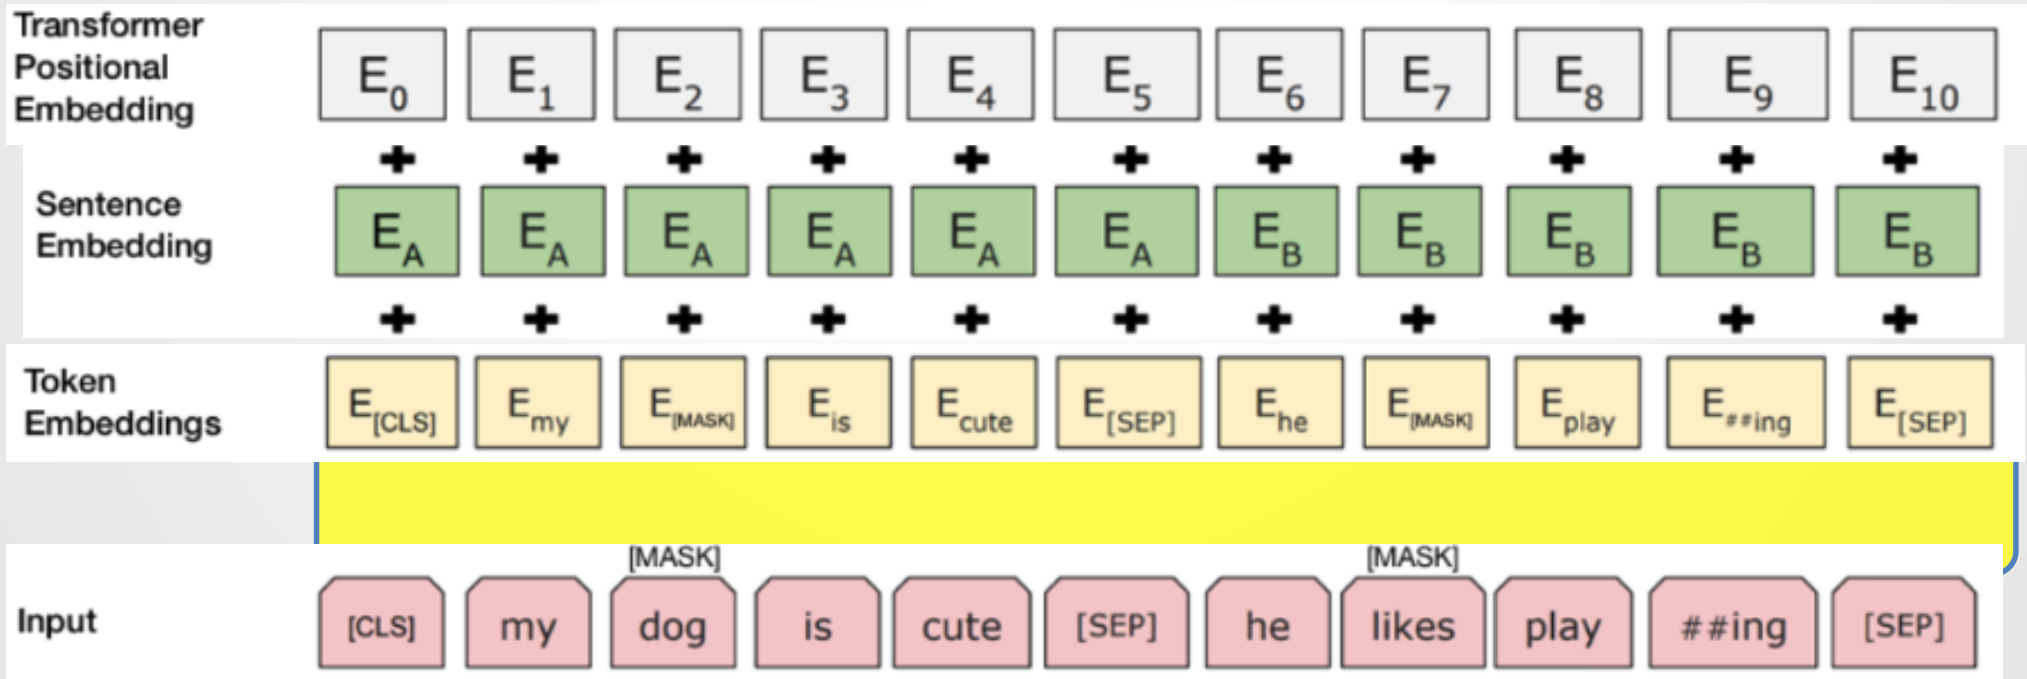 Transformer
Positional
Embedding
E0 E1 E2 E3 E4 E5 E6 E7 E8 E9 E10
+ + + + + + + + + + +
Sentence
Embedding
EA EA EA EA EA EA EB EB EB EB EB
+ + + + + + + + + + +
Token
Embeddings
E[CLS] Emy E[MASK] Eis Ecute E[SEP] Ehe E[MASK] Eplay E##ing E[SEP]
[MASK] [MASK]
Input
[CLS] my dog is cute [SEP] he likes play ##ing [SEP]